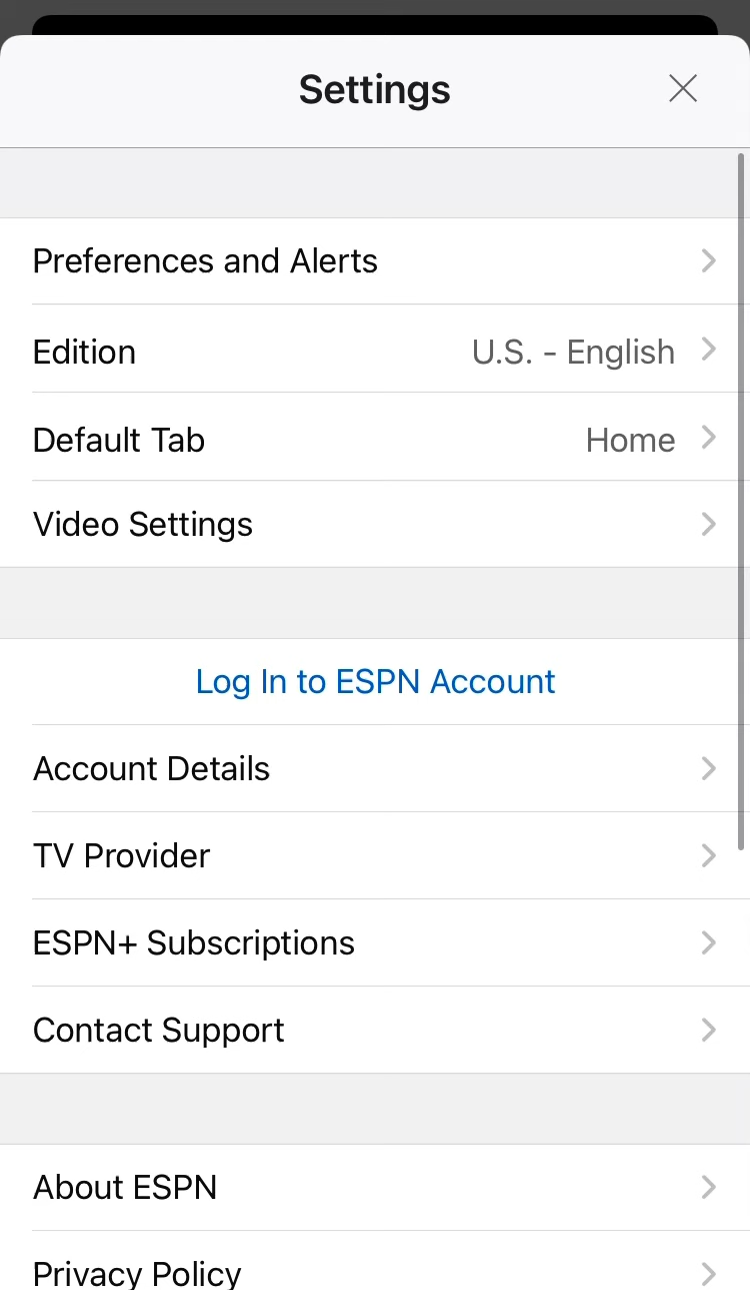 Settings
Preferences and Alerts
Edition U.S. - English
Default Tab Home
Video Settings
Log In to ESPN Account
Account Details
TV Provider
ESPN+ Subscriptions
Contact Support
About ESPN
Privacy Policy